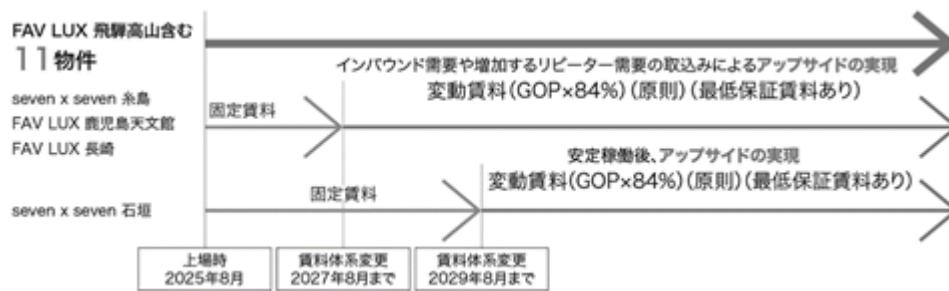 FAV LUX 飛騨高山含む
11物件
インバウンド需要や増加するリピーター需要の取込みによるアップサイドの実現
変動賃料(GOP×84%)(原則)(最低保証賃料あり)
seven x seven 糸島
FAV LUX 鹿児島天文館
FAV LUX 長崎
固定賃料
安定稼働後、アップサイドの実現
変動賃料(GOP×84%)(原則)(最低保証賃料あり)
seven x seven 石垣
固定賃料
上場時
2025年8月
賃料体系変更
2027年8月まで
賃料体系変更
2029年8月まで